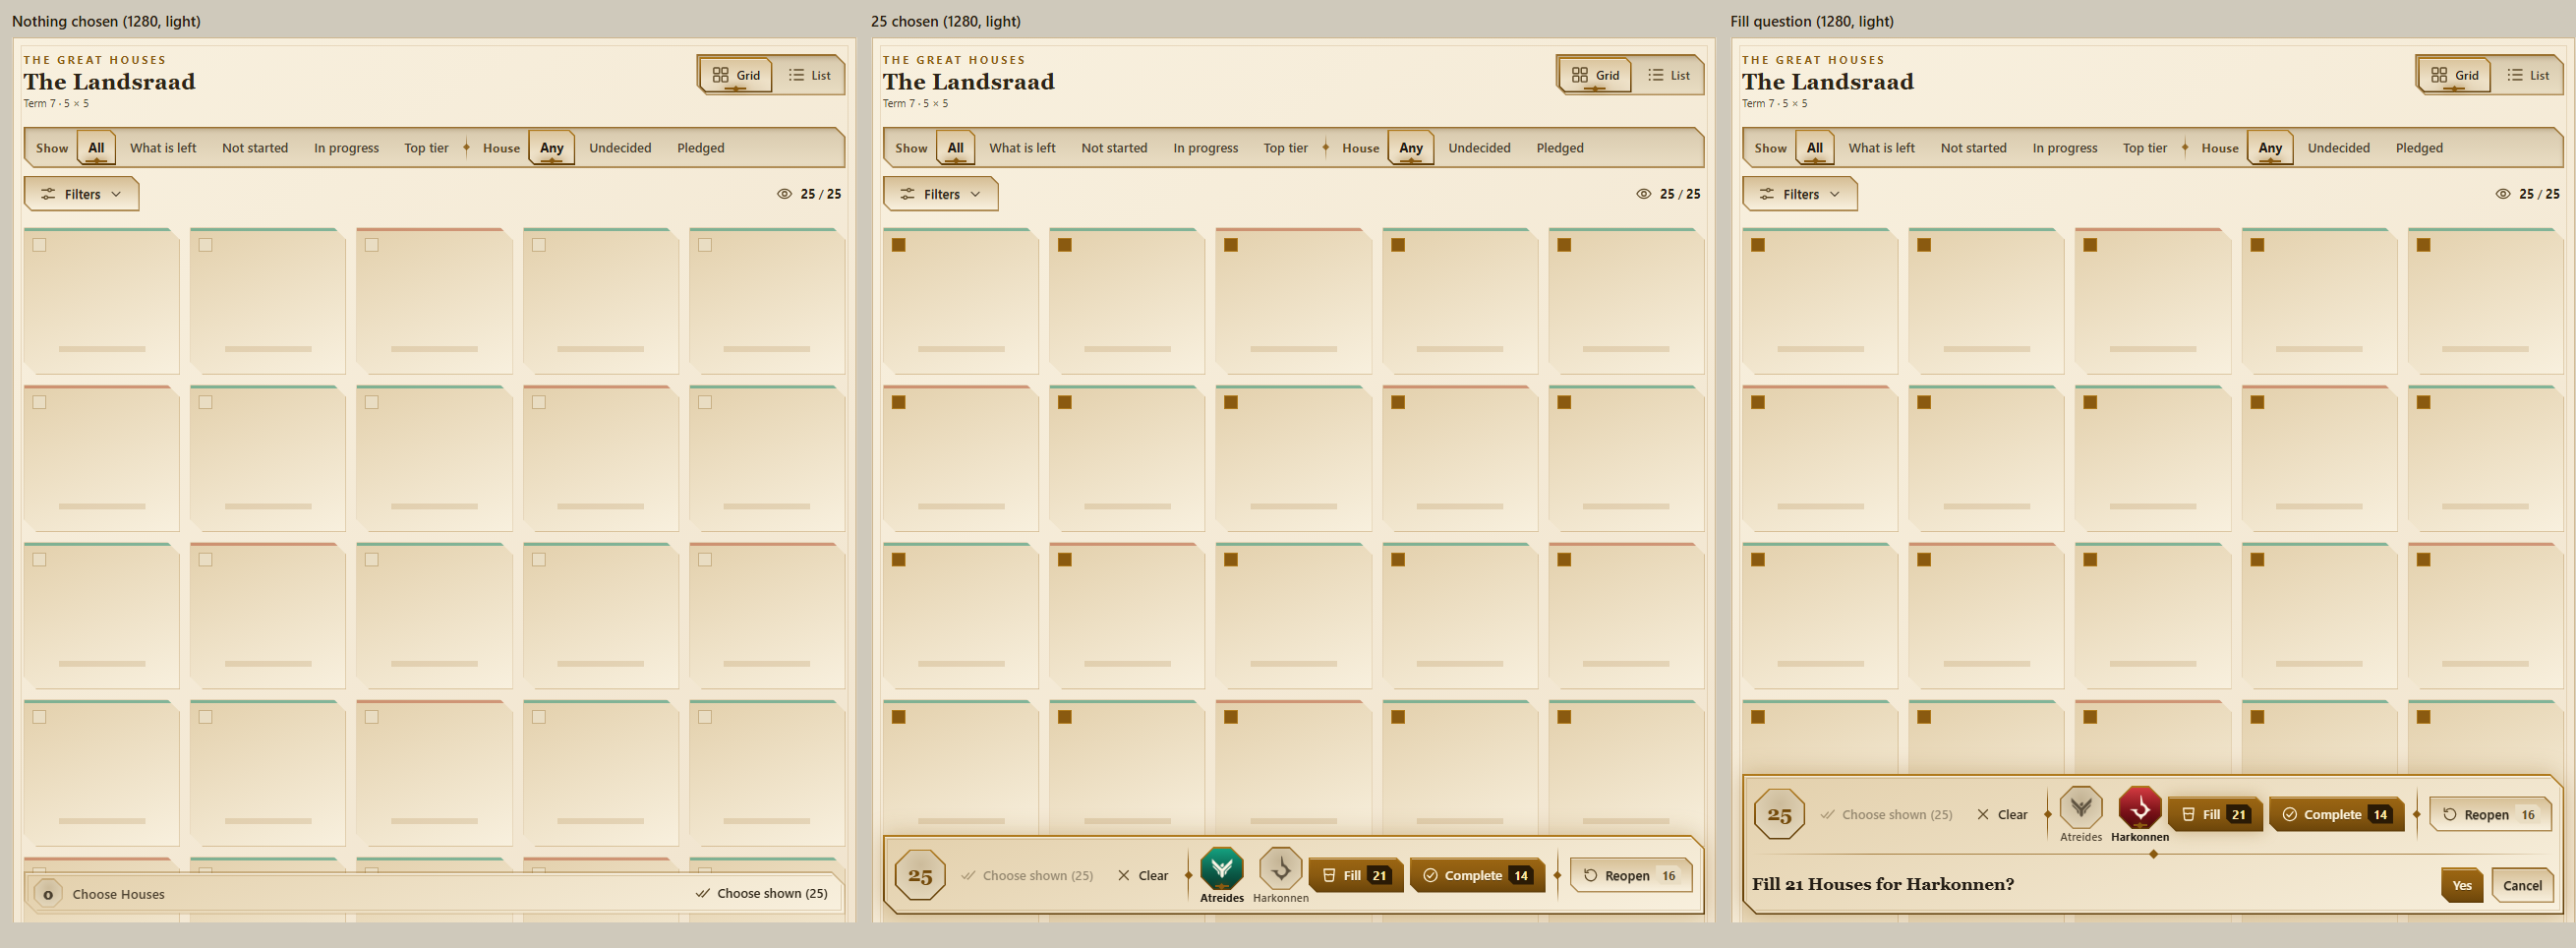 Nothing chosen (1280, light)
THE GREAT HOUSES
The Landsraad
Term 7 · 5 × 5
Grid
List
Show All What is left Not started In progress Top tier House Any Undecided Pledged
Filters
25 / 25
0 Choose Houses
Choose shown (25)
25 chosen (1280, light)
THE GREAT HOUSES
The Landsraad
Term 7 · 5 × 5
Grid
List
Show All What is left Not started In progress Top tier House Any Undecided Pledged
Filters
25 / 25
25 Choose shown (25) Clear
Atreides Harkonnen
Fill 21 Complete 14 Reopen 16
Fill question (1280, light)
THE GREAT HOUSES
The Landsraad
Term 7 · 5 × 5
Grid
List
Show All What is left Not started In progress Top tier House Any Undecided Pledged
Filters
25 / 25
25 Choose shown (25) Clear
Atreides Harkonnen
Fill 21 Complete 14 Reopen 16
Fill 21 Houses for Harkonnen?
Yes Cancel